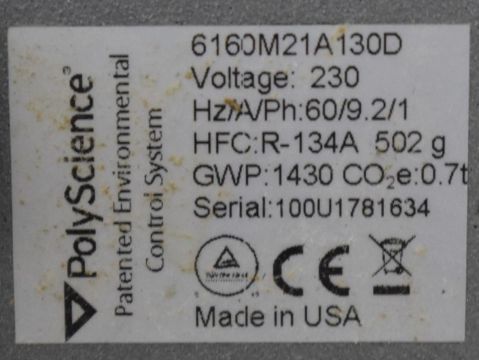 PolyScience®
Patented Environmental
Control System
6160M21A130D
Voltage: 230
Hz/A/Ph:60/9.2/1
HFC:R-134A 502 g
GWP:1430 CO₂e:0.7t
Serial:100U1781634
CE
Made in USA